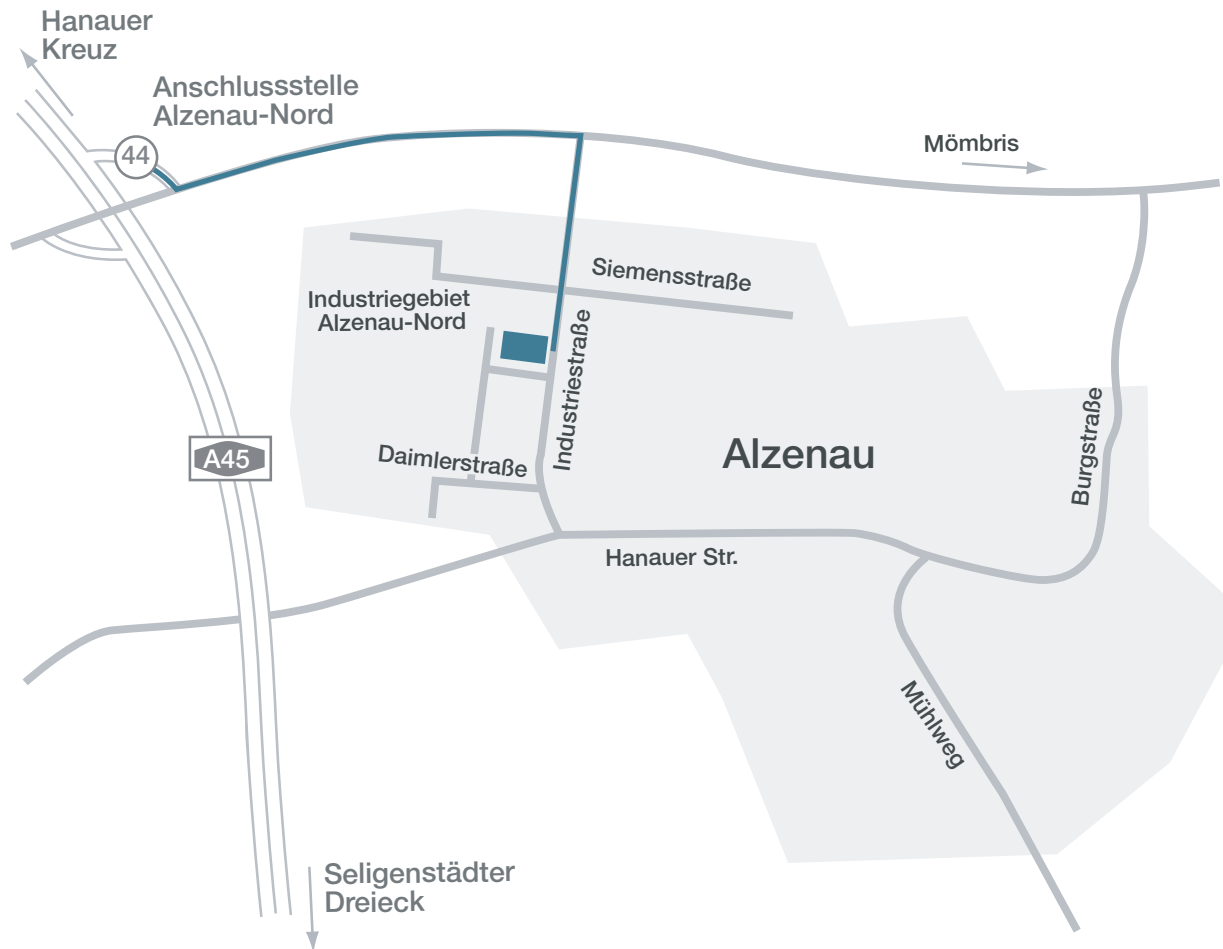 Hanauer
Kreuz
Anschlussstelle
Alzenau-Nord
44
Mömbris
Siemensstraße
Industriegebiet
Alzenau-Nord
Industriestraße
Burgstraße
Alzenau
Daimlerstraße
A45
Hanauer Str.
Mühlweg
Seligenstädter
Dreieck